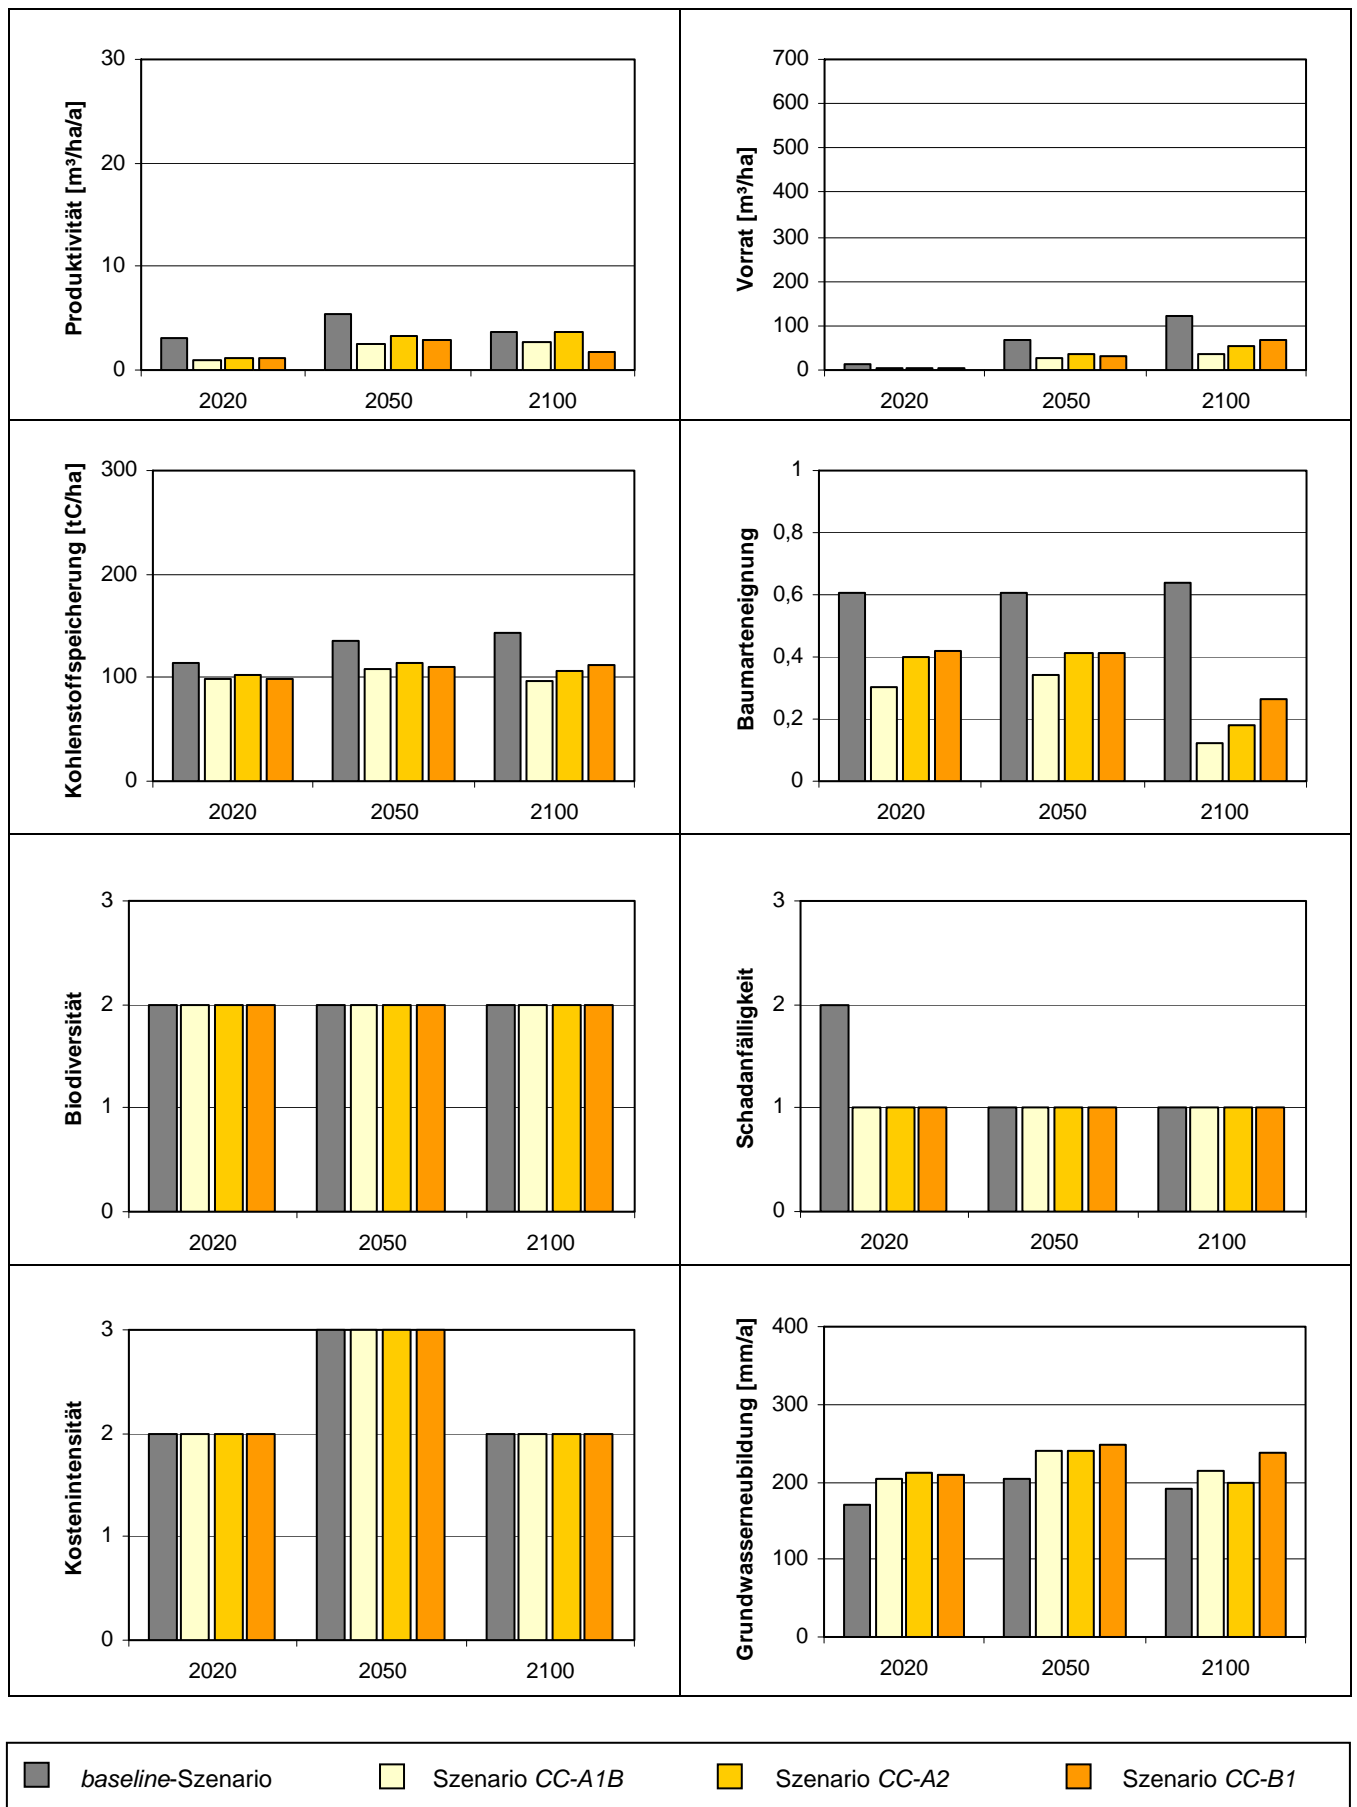 Produktivität [m³/ha/a]
30
20
10
0
2020 2050 2100
Vorrat [m³/ha]
700
600
500
400
300
200
100
0
2020 2050 2100
Kohlenstoffspeicherung [tC/ha]
300
200
100
0
2020 2050 2100
Baumarteneignung
1
0,8
0,6
0,4
0,2
0
2020 2050 2100
Biodiversität
3
2
1
0
2020 2050 2100
Schadanfälligkeit
3
2
1
0
2020 2050 2100
Kostenintensität
3
2
1
0
2020 2050 2100
Grundwasserneubildung [mm/a]
400
300
200
100
0
2020 2050 2100
baseline-Szenario Szenario CC-A1B Szenario CC-A2 Szenario CC-B1